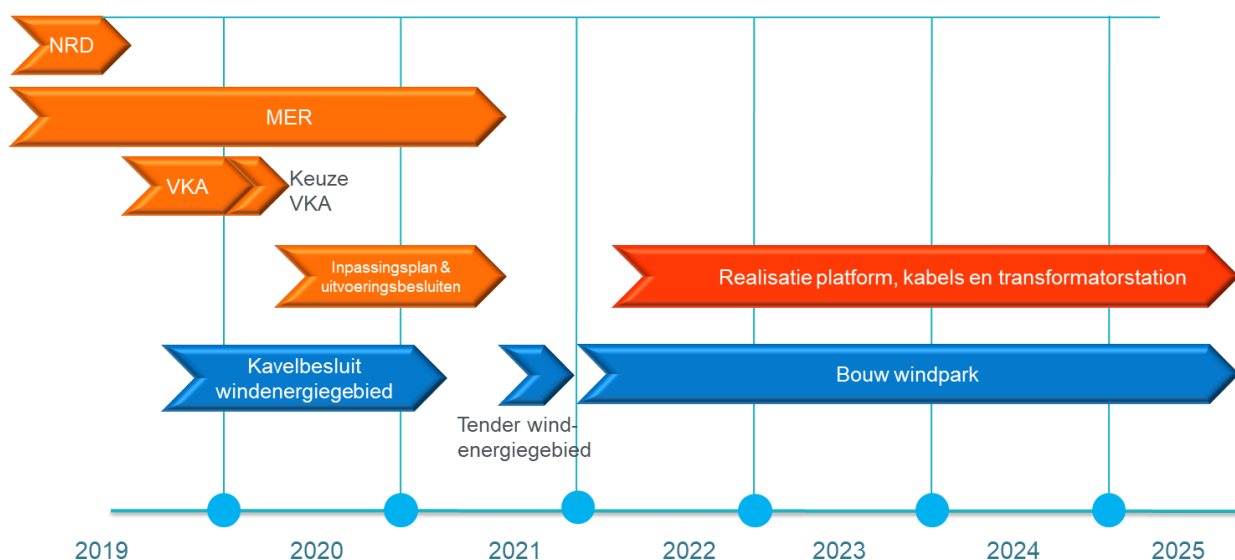 NRD
MER
VKA
Keuze
VKA
Inpassingsplan &
uitvoeringsbesluiten
Realisatie platform, kabels en transformatorstation
Kavelbesluit
windenergiegebied
Bouw windpark
Tender wind-
energiegebied
2019
2020
2021
2022
2023
2024
2025